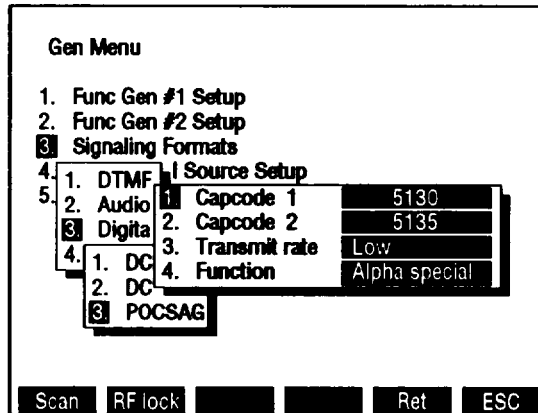 Gen Menu
1. Func Gen #1 Setup
2. Func Gen #2 Setup
3. Signaling Formats
4. l Source Setup
5.
1. DTMF
2. Audio
3. Digita
4.
1. DC
2. DC
3. POCSAG
1. Capcode 1 5130
2. Capcode 2 5135
3. Transmit rate Low
4. Function Alpha special
Scan RF lock Ret ESC